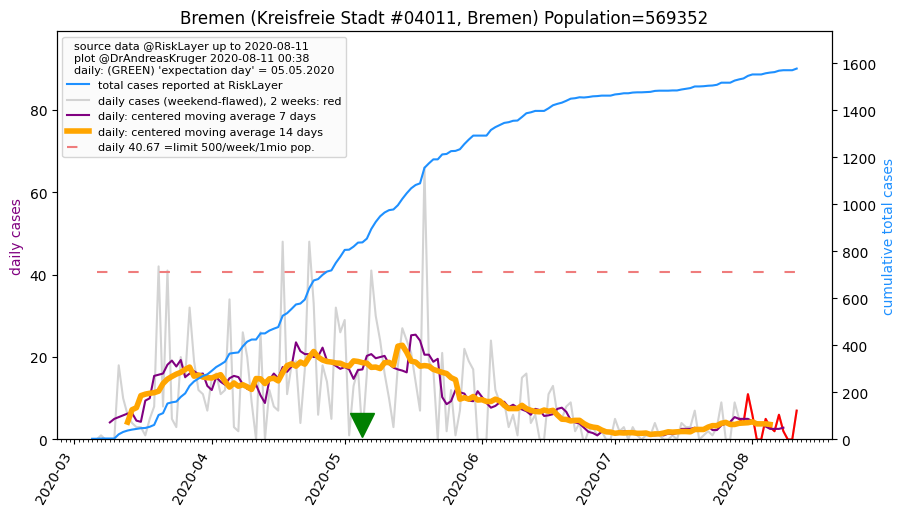 Bremen (Kreisfreie Stadt #04011, Bremen) Population=569352
source data @RiskLayer up to 2020-08-11
plot @DrAndreasKruger 2020-08-11 00:38
daily: (GREEN) 'expectation day' = 05.05.2020
total cases reported at RiskLayer
daily cases (weekend-flawed), 2 weeks: red
daily: centered moving average 7 days
daily: centered moving average 14 days
daily 40.67 =limit 500/week/1mio pop.
daily cases
80
60
40
20
0
cumulative total cases
1600
1400
1200
1000
800
600
400
200
0
2020-03
2020-04
2020-05
2020-06
2020-07
2020-08